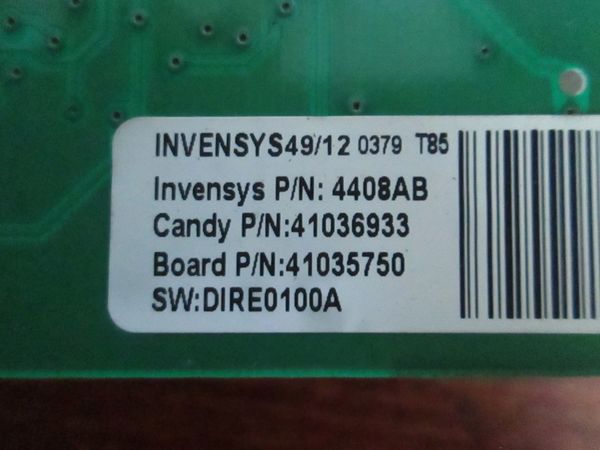 INVENSYS49/12 0379 T85
Invensys P/N: 4408AB
Candy P/N:41036933
Board P/N:41035750
SW:DIRE0100A